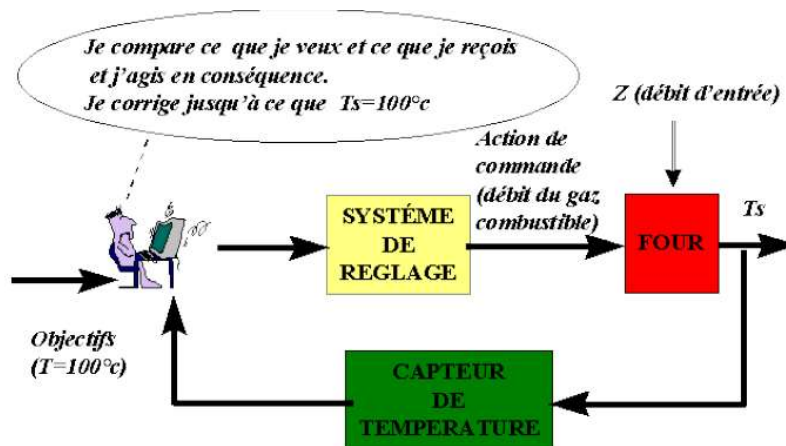 Je compare ce que je veux et ce que je reçois
et j'agis en conséquence.
Je corrige jusqu'à ce que Ts=100°c
Z (débit d'entrée)
Action de
commande
(débit du gaz
combustible)
Ts
SYSTÉME
DE
REGLAGE
FOUR
Objectifs
(T=100°c)
CAPTEUR
DE
TEMPERATURE